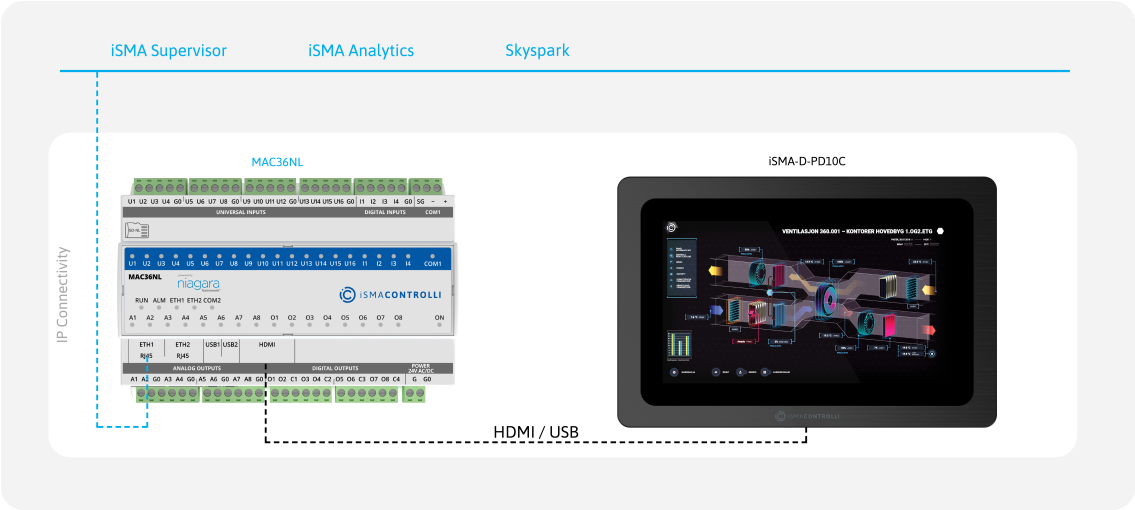 iSMA Supervisor iSMA Analytics Skyspark
MAC36NL iSMA-D-PD10C
U1 U2 U3 U4 G0 U5 U6 U7 U8 G0 U9 U10 U11 U12 G0 U13 U14 U15 U16 G0 I1 I2 I3 I4 G0 SG – +
UNIVERSAL INPUTS DIGITAL INPUTS COM1
U1 U2 U3 U4 U5 U6 U7 U8 U9 U10 U11 U12 U13 U14 U15 U16 I1 I2 I3 I4 COM1
MAC36NL
niagara
iSMACONTROLLI
RUN ALM ETH1 ETH2 COM2
A1 A2 A3 A4 A5 A6 A7 A8 O1 O2 O3 O4 O5 O6 O7 O8 ON
ETH1 ETH2 USB1 USB2 HDMI
RJ45 RJ45
ANALOG OUTPUTS DIGITAL OUTPUTS POWER
24V AC/DC
A1 A2 G0 A3 A4 G0 A5 A6 G0 A7 A8 G0 O1 O2 C1 O3 O4 C2 O5 O6 C3 O7 O8 C4 G G0
IP Connectivity
VENTILASJON 360.001 – KONTORER HOVEDBYG 1.OG2.ETG
iSMACONTROLLI
HDMI / USB